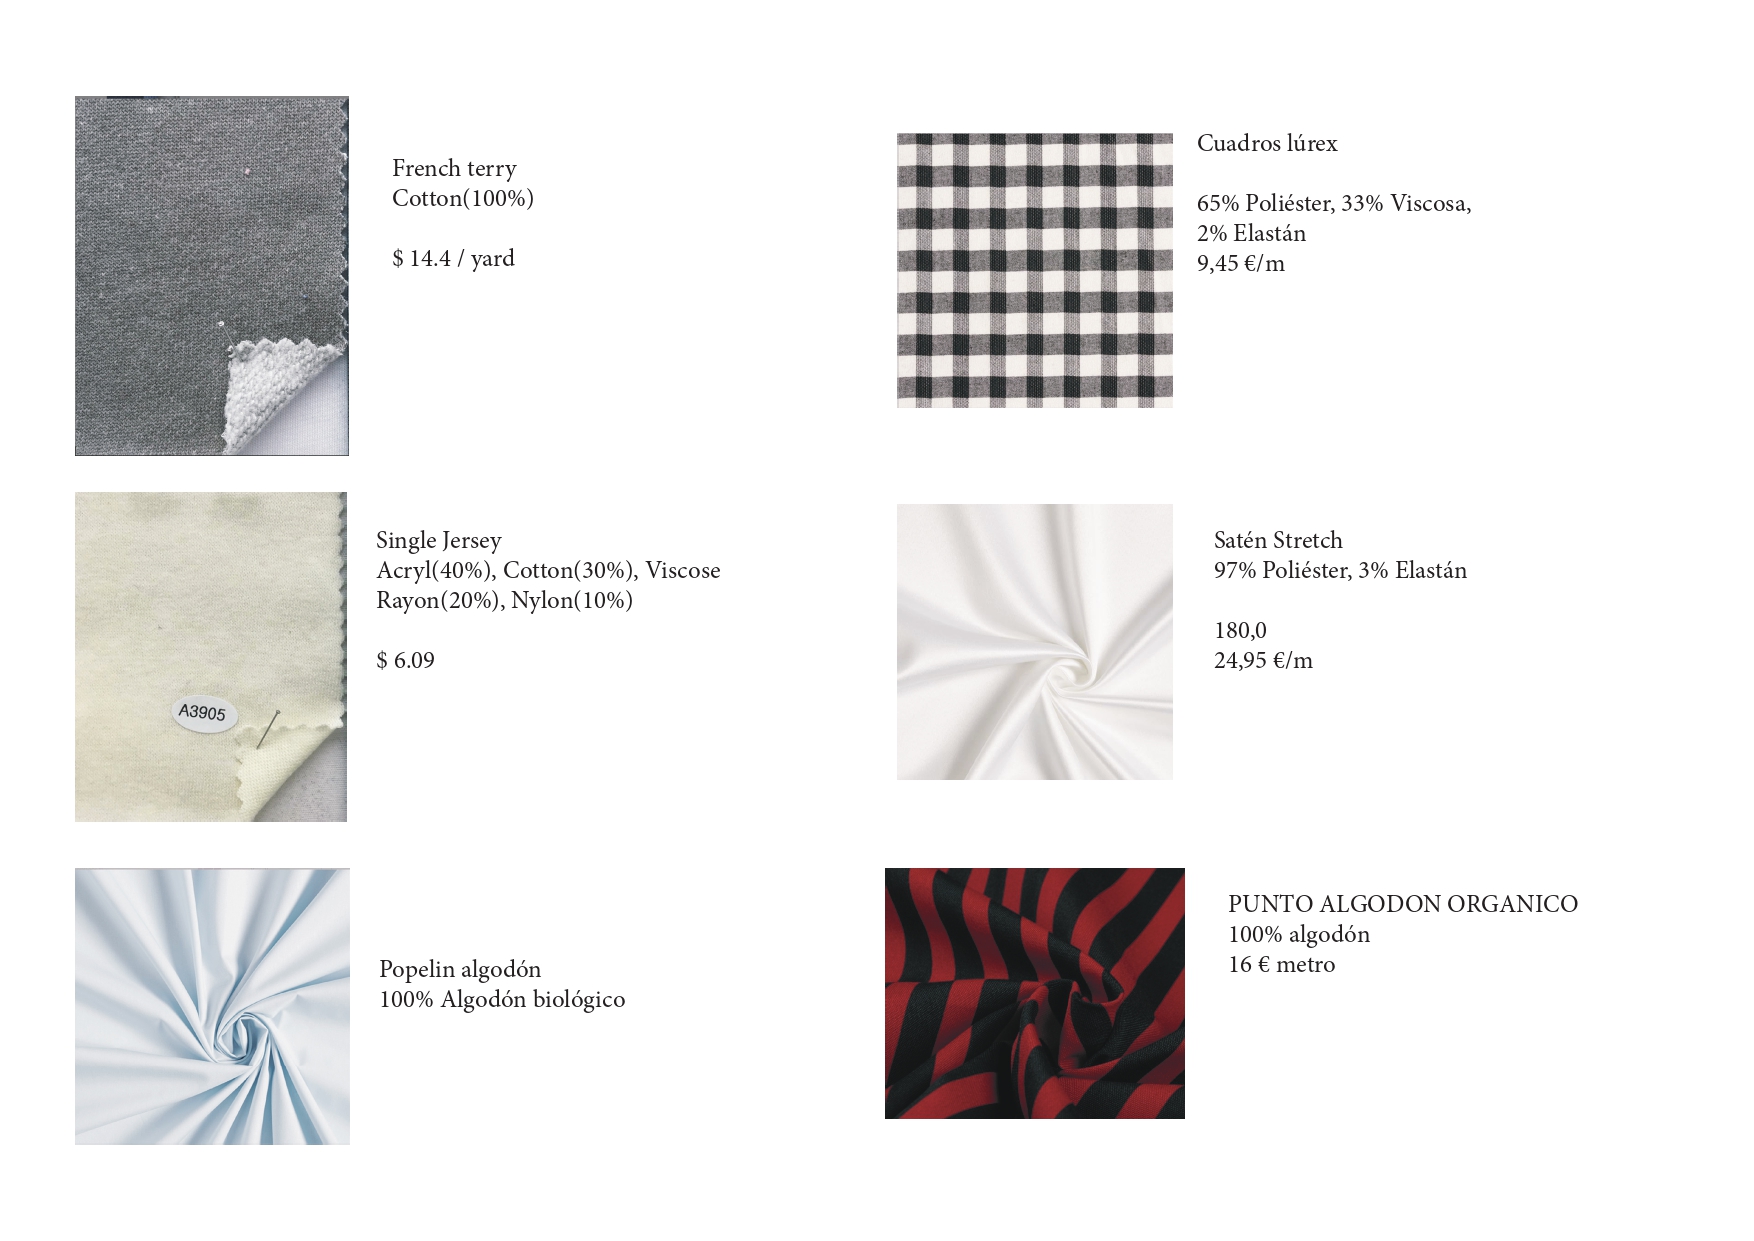 French terry
Cotton(100%)
$ 14.4 / yard
Cuadros lúrex
65% Poliéster, 33% Viscosa,
2% Elastán
9,45 €/m
Single Jersey
Acryl(40%), Cotton(30%), Viscose
Rayon(20%), Nylon(10%)
$ 6.09
A3905
Satén Stretch
97% Poliéster, 3% Elastán
180,0
24,95 €/m
Popelin algodón
100% Algodón biológico
PUNTO ALGODON ORGANICO
100% algodón
16 € metro